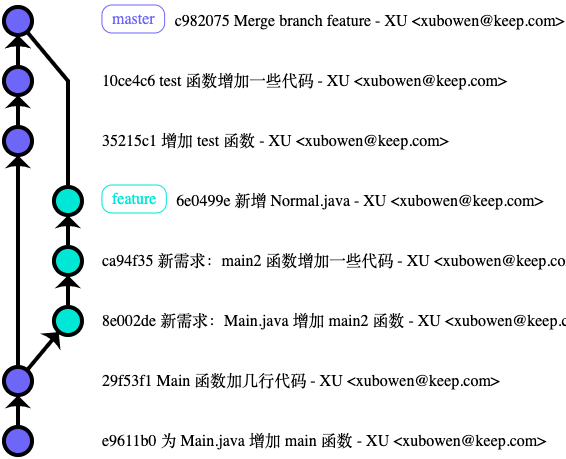 master c982075 Merge branch feature - XU <xubowen@keep.com>
10ce4c6 test 函数增加一些代码 - XU <xubowen@keep.com>
35215c1 增加 test 函数 - XU <xubowen@keep.com>
feature 6e0499e 新增 Normal.java - XU <xubowen@keep.com>
ca94f35 新需求：main2 函数增加一些代码 - XU <xubowen@keep.co
8e002de 新需求：Main.java 增加 main2 函数 - XU <xubowen@keep.c
29f53f1 Main 函数加几行代码 - XU <xubowen@keep.com>
e9611b0 为 Main.java 增加 main 函数 - XU <xubowen@keep.com>